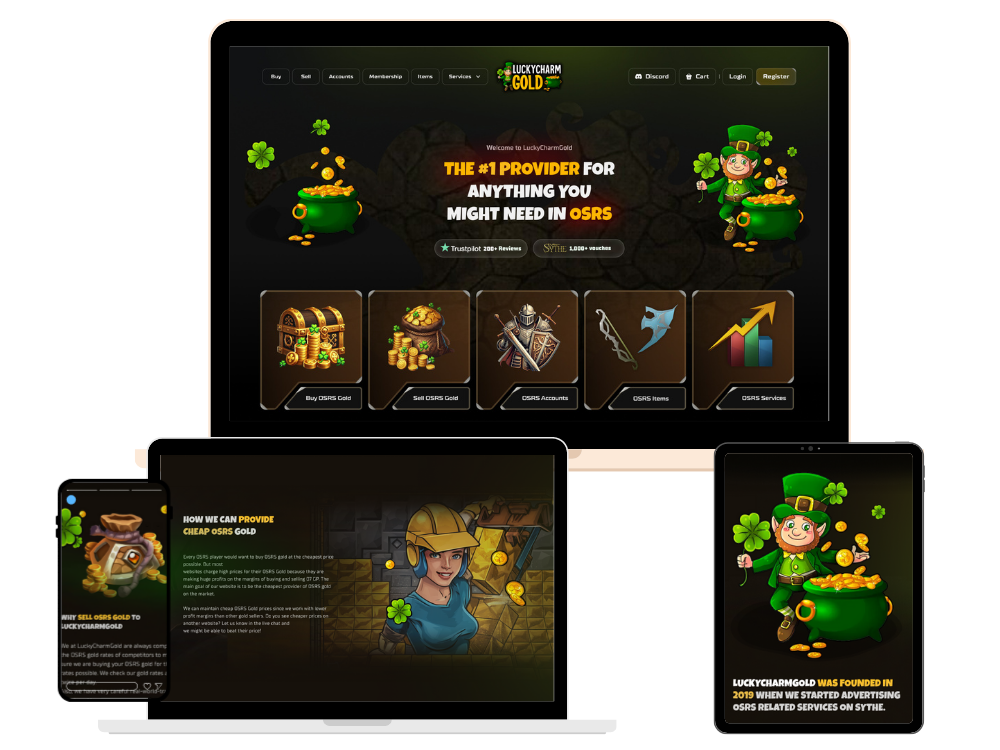 Buy Sell Accounts Membership Items Services
LUCKYCHARM
GOLD
Discord Cart Login Register
Welcome to LuckyCharmGold
THE #1 PROVIDER FOR
ANYTHING YOU
MIGHT NEED IN OSRS
Trustpilot 200+ Reviews
SYTHE 1,000+ vouches
Buy OSRS Gold
Sell OSRS Gold
OSRS Accounts
OSRS Items
OSRS Services
WHY SELL OSRS GOLD TO
LUCKYCHARMGOLD
We at LuckyCharmGold are always comp
the OSRS gold rates of competitors to m
sure we are buying your OSRS gold for th
rates possible. We check our gold rates
per day
HOW WE CAN PROVIDE
CHEAP OSRS GOLD
Every OSRS player would want to buy OSRS gold at the cheapest price
possible. But most
websites charge high prices for their OSRS Gold because they are
making huge profits on the margins of buying and selling OSRS GP. The
main goal of our website is to be the cheapest provider of OSRS gold
on the market.
We can maintain cheap OSRS Gold prices since we work with lower
profit margins than other gold sellers. Do you see cheaper prices on
another website? Let us know in the live chat and
we might be able to beat their price!
LUCKYCHARMGOLD WAS FOUNDED IN
2019 WHEN WE STARTED ADVERTISING
OSRS RELATED SERVICES ON SYTHE.